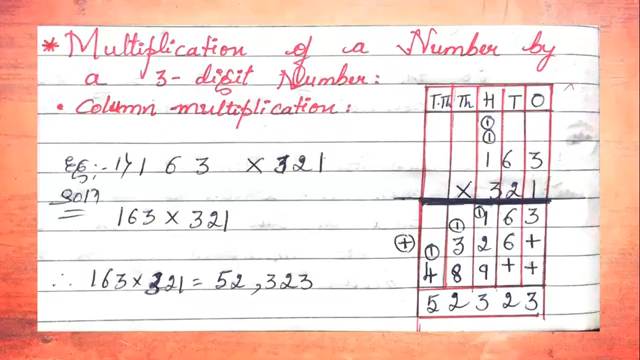 * Multiplication of a Number by
a 3-digit Number:
• Column multiplication:
Eg:- 1) 1 6 3 × 321
Sol?
163 × 321
∴ 163 × 321 = 52,323
T.Th Th H T O
1
1
1 6 3
× 3 2 1
1 1
1 6 3
+ 1 3 2 6 +
4 8 9 + +
5 2 3 2 3